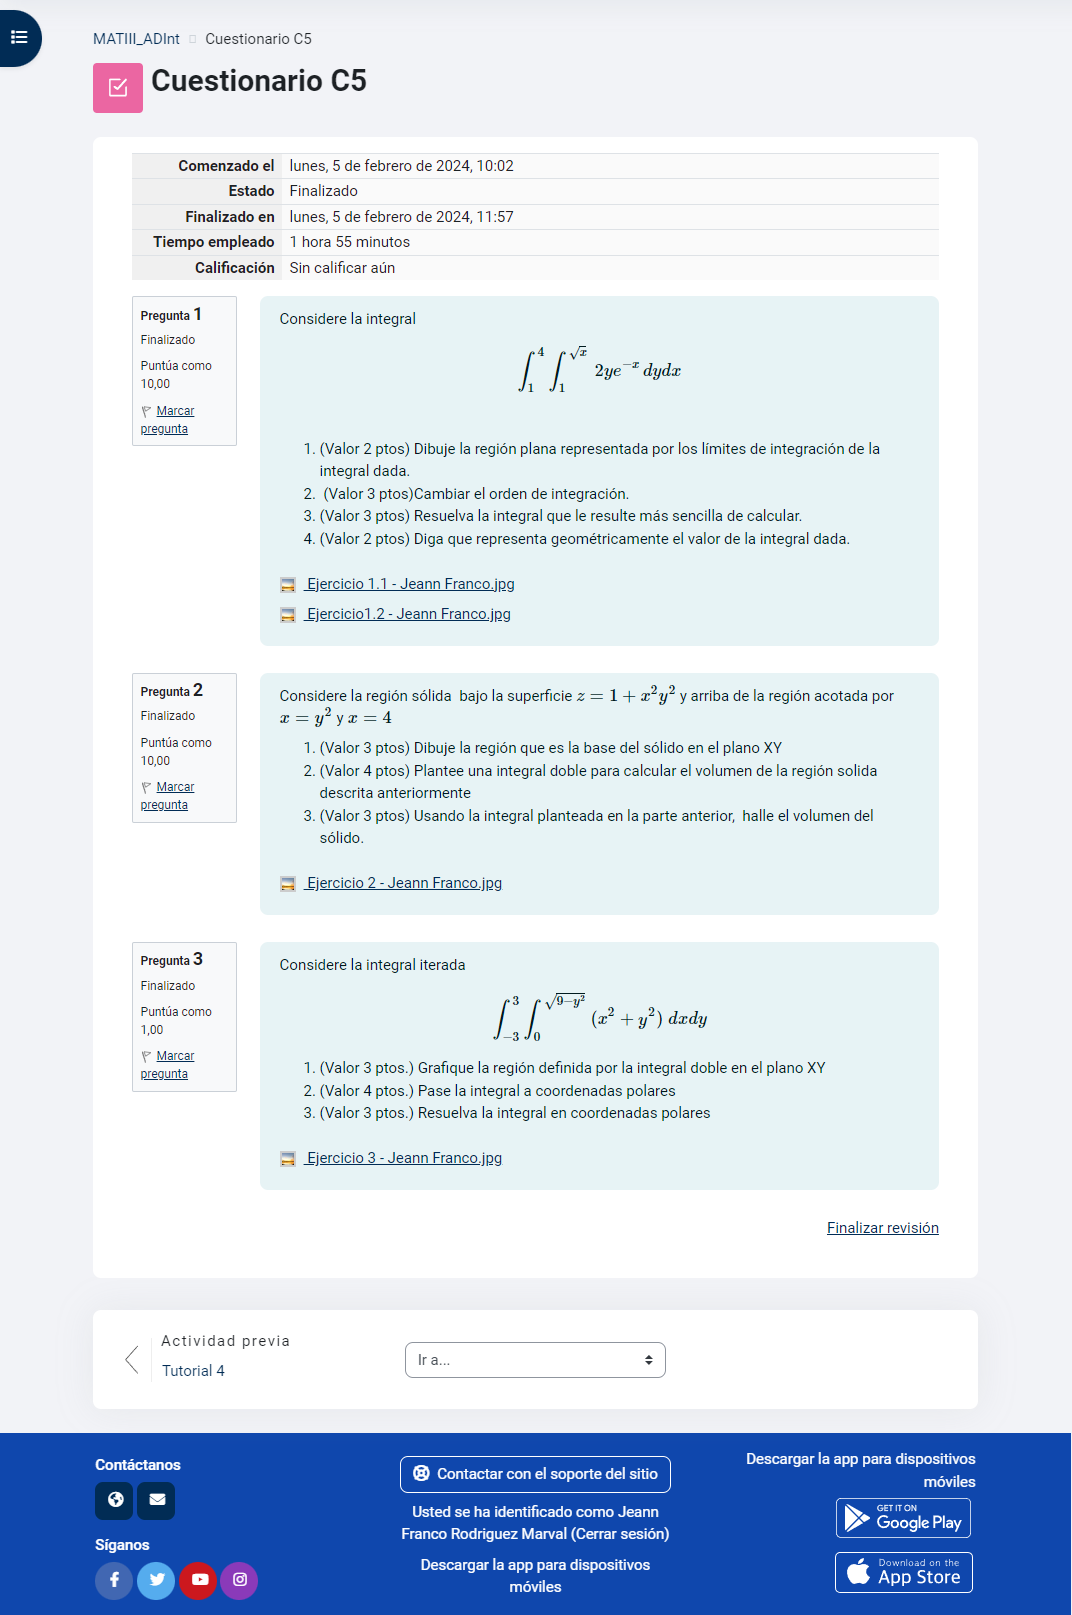 MATIII_ADInt Cuestionario C5
Cuestionario C5
Comenzado el lunes, 5 de febrero de 2024, 10:02
Estado Finalizado
Finalizado en lunes, 5 de febrero de 2024, 11:57
Tiempo empleado 1 hora 55 minutos
Calificación Sin calificar aún
Pregunta 1
Finalizado
Puntúa como
10,00
Marcar
pregunta
Considere la integral
∫₁⁴ ∫₁^√x 2ye⁻ˣ dydx
1. (Valor 2 ptos) Dibuje la región plana representada por los límites de integración de la
integral dada.
2. (Valor 3 ptos)Cambiar el orden de integración.
3. (Valor 3 ptos) Resuelva la integral que le resulte más sencilla de calcular.
4. (Valor 2 ptos) Diga que representa geométricamente el valor de la integral dada.
Ejercicio 1.1 - Jeann Franco.jpg
Ejercicio1.2 - Jeann Franco.jpg
Pregunta 2
Finalizado
Puntúa como
10,00
Marcar
pregunta
Considere la región sólida bajo la superficie z = 1 + x²y² y arriba de la región acotada por
x = y² y x = 4
1. (Valor 3 ptos) Dibuje la región que es la base del sólido en el plano XY
2. (Valor 4 ptos) Plantee una integral doble para calcular el volumen de la región solida
descrita anteriormente
3. (Valor 3 ptos) Usando la integral planteada en la parte anterior, halle el volumen del
sólido.
Ejercicio 2 - Jeann Franco.jpg
Pregunta 3
Finalizado
Puntúa como
1,00
Marcar
pregunta
Considere la integral iterada
∫₋₃³ ∫₀^√(9−y²) (x² + y²) dxdy
1. (Valor 3 ptos.) Grafique la región definida por la integral doble en el plano XY
2. (Valor 4 ptos.) Pase la integral a coordenadas polares
3. (Valor 3 ptos.) Resuelva la integral en coordenadas polares
Ejercicio 3 - Jeann Franco.jpg
Finalizar revisión
Actividad previa
Tutorial 4
Ir a...
Contáctanos
Síganos
Contactar con el soporte del sitio
Usted se ha identificado como Jeann
Franco Rodriguez Marval (Cerrar sesión)
Descargar la app para dispositivos
móviles
Descargar la app para dispositivos
móviles
GET IT ON
Google Play
Download on the
App Store